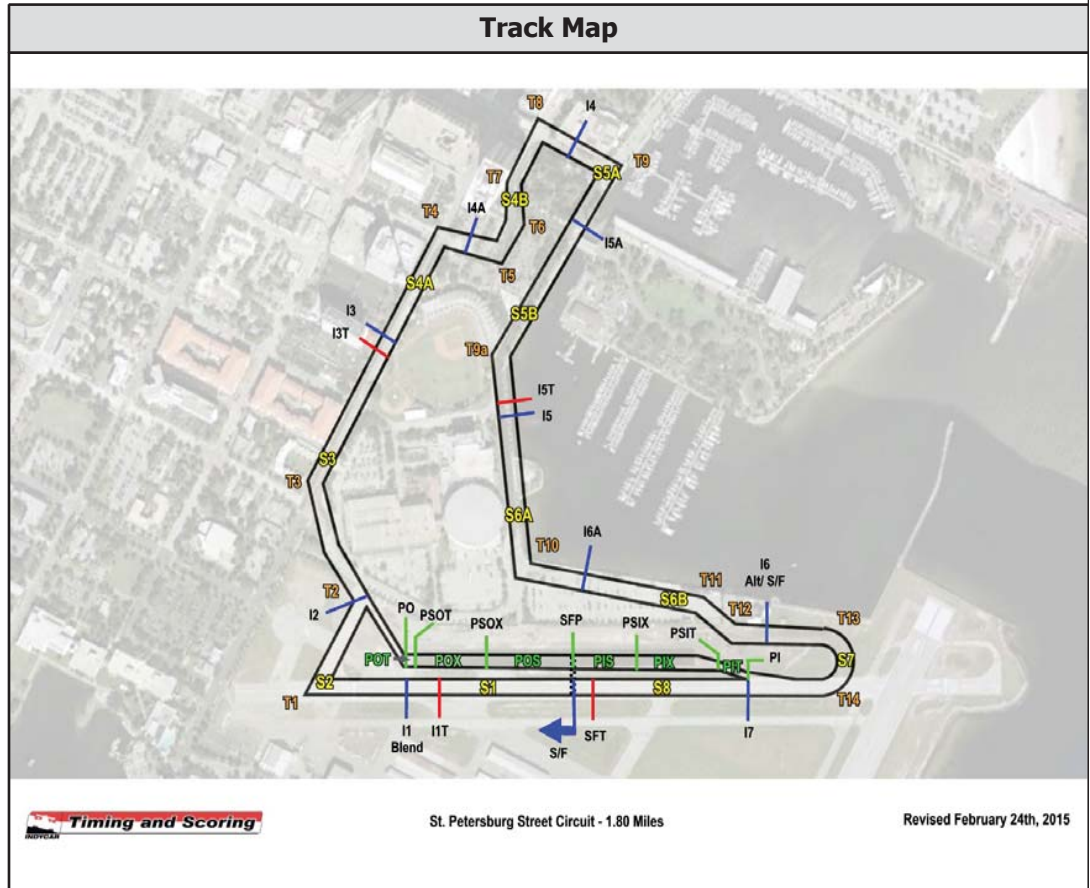 Track Map
T8
I4
T9
T7
S5A
S4B
I4A
T4
T6
I5A
T5
S4A
S5B
I3
I3T
T9a
I5T
I5
S3
T3
S6A
I6A
T10
I6
Alt/ S/F
T11
S6B
T12
T13
T2
I2
PO
PSOT
PSOX
SFP
PSIX
PSIT
PI
POT
POX
POS
PIS
PIX
PIT
S7
S2
S1
S8
T1
T14
I1
Blend
I1T
S/F
SFT
I7
INDYCAR
Timing and Scoring
St. Petersburg Street Circuit - 1.80 Miles
Revised February 24th, 2015